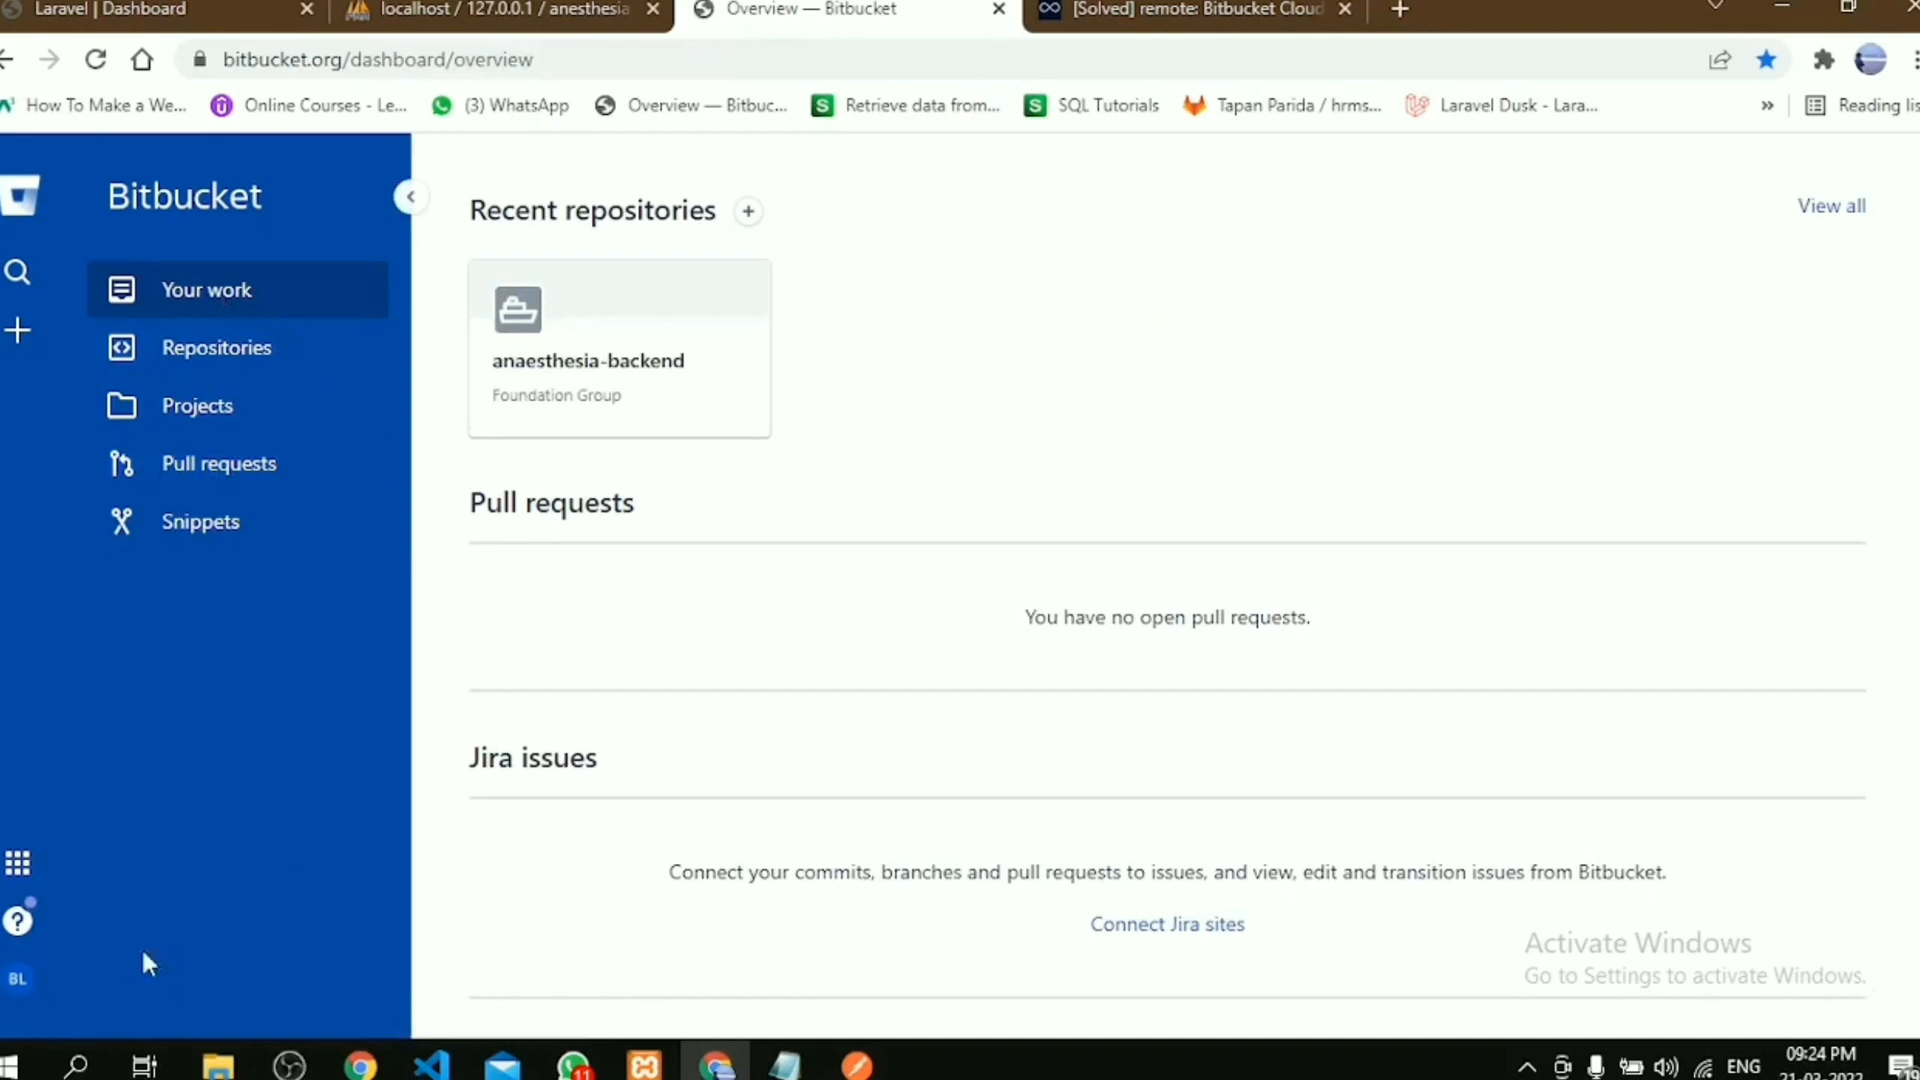 Laravel | Dashboard
localhost / 127.0.0.1 / anesthesia
Overview — Bitbucket
[Solved] remote: Bitbucket Cloud
bitbucket.org/dashboard/overview
How To Make a We...
Online Courses - Le...
(3) WhatsApp
Overview — Bitbuc...
S
Retrieve data from...
S
SQL Tutorials
Tapan Parida / hrms...
Laravel Dusk - Lara...
»
Reading lis
Bitbucket
Your work
Repositories
Projects
Pull requests
Snippets
BL
Recent repositories
View all
anaesthesia-backend
Foundation Group
Pull requests
You have no open pull requests.
Jira issues
Connect your commits, branches and pull requests to issues, and view, edit and transition issues from Bitbucket.
Connect Jira sites
Activate Windows
Go to Settings to activate Windows.
11
ENG
09:24 PM
21-03-2022
19